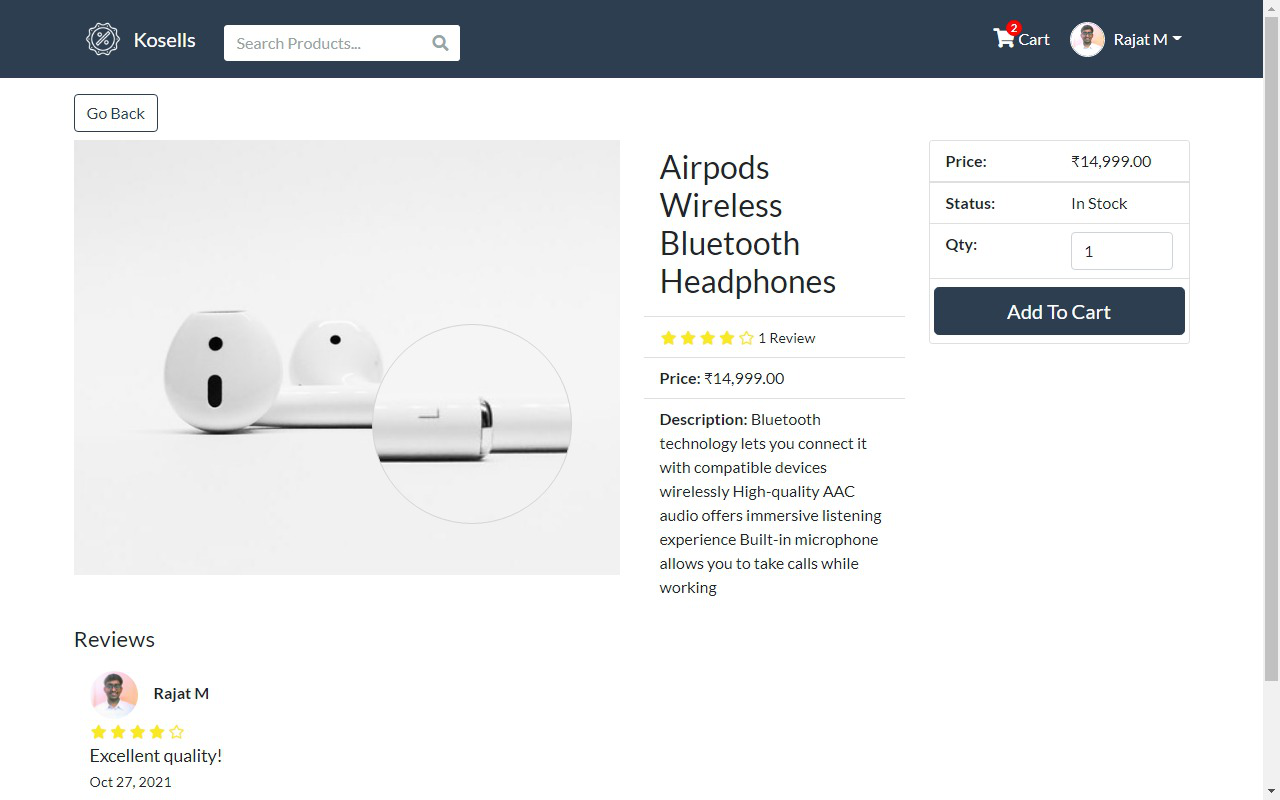 Kosells
Search Products...
2
Cart
Rajat M
Go Back
Airpods
Wireless
Bluetooth
Headphones
1 Review
Price: ₹14,999.00
Description: Bluetooth
technology lets you connect it
with compatible devices
wirelessly High-quality AAC
audio offers immersive listening
experience Built-in microphone
allows you to take calls while
working
Price: ₹14,999.00
Status: In Stock
Qty: 1
Add To Cart
Reviews
Rajat M
Excellent quality!
Oct 27, 2021